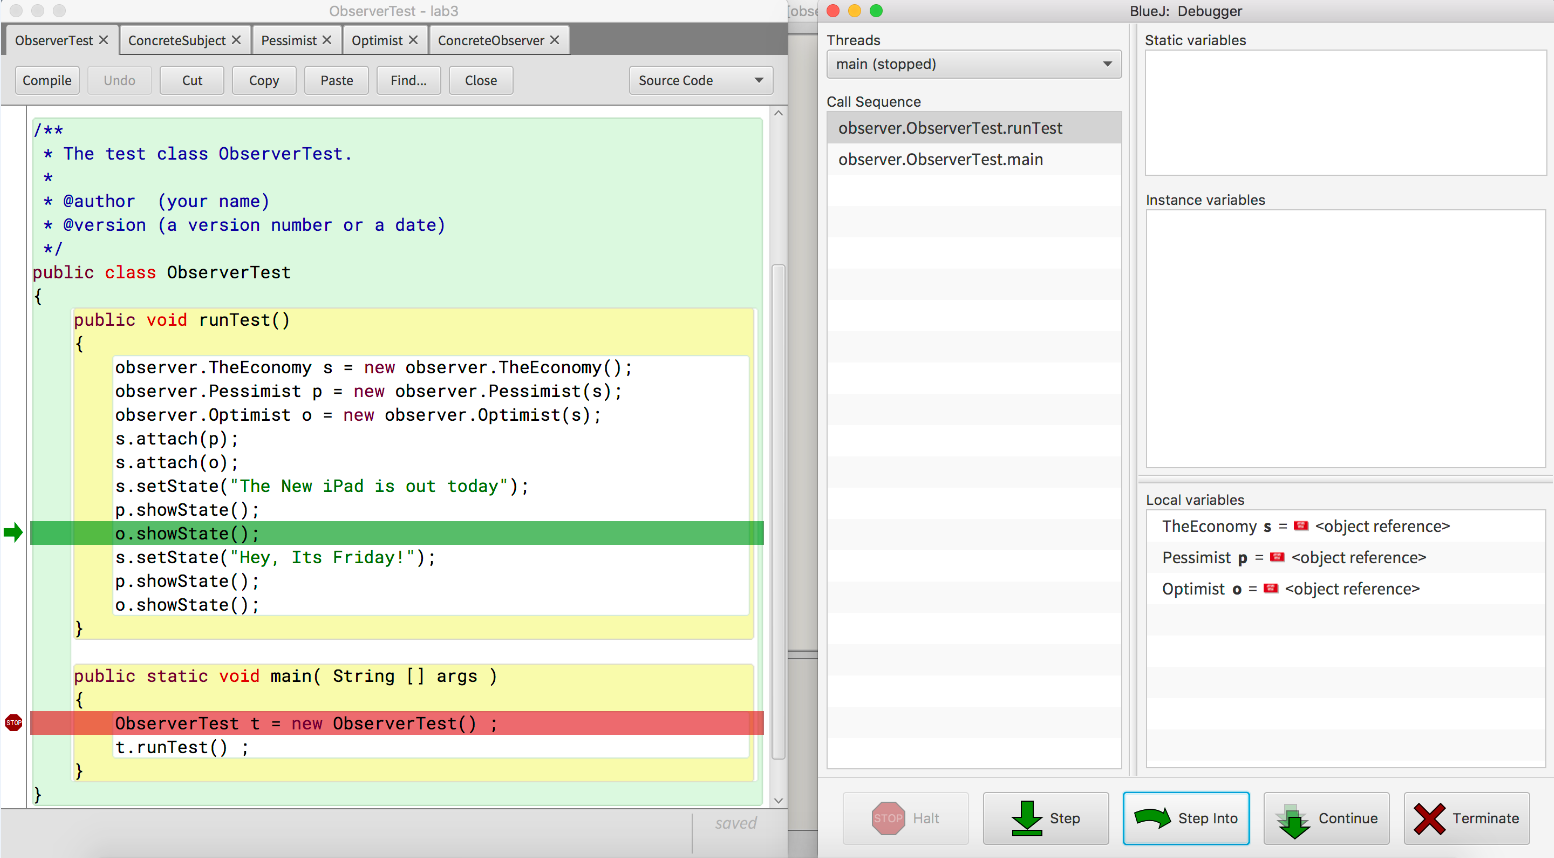 ObserverTest - lab3
ObserverTest ConcreteSubject Pessimist Optimist ConcreteObserver
Compile Undo Cut Copy Paste Find... Close Source Code
/**
 * The test class ObserverTest.
 *
 * @author  (your name)
 * @version (a version number or a date)
 */
public class ObserverTest
{
    public void runTest()
    {
        observer.TheEconomy s = new observer.TheEconomy();
        observer.Pessimist p = new observer.Pessimist(s);
        observer.Optimist o = new observer.Optimist(s);
        s.attach(p);
        s.attach(o);
        s.setState("The New iPad is out today");
        p.showState();
        o.showState();
        s.setState("Hey, Its Friday!");
        p.showState();
        o.showState();
    }
    public static void main( String [] args )
    {
STOP
        ObserverTest t = new ObserverTest() ;
        t.runTest() ;
    }
}
saved
[obse
BlueJ: Debugger
Threads
main (stopped)
Call Sequence
observer.ObserverTest.runTest
observer.ObserverTest.main
Static variables
Instance variables
Local variables
TheEconomy s = <object reference>
Pessimist p = <object reference>
Optimist o = <object reference>
STOP Halt Step Step Into Continue Terminate